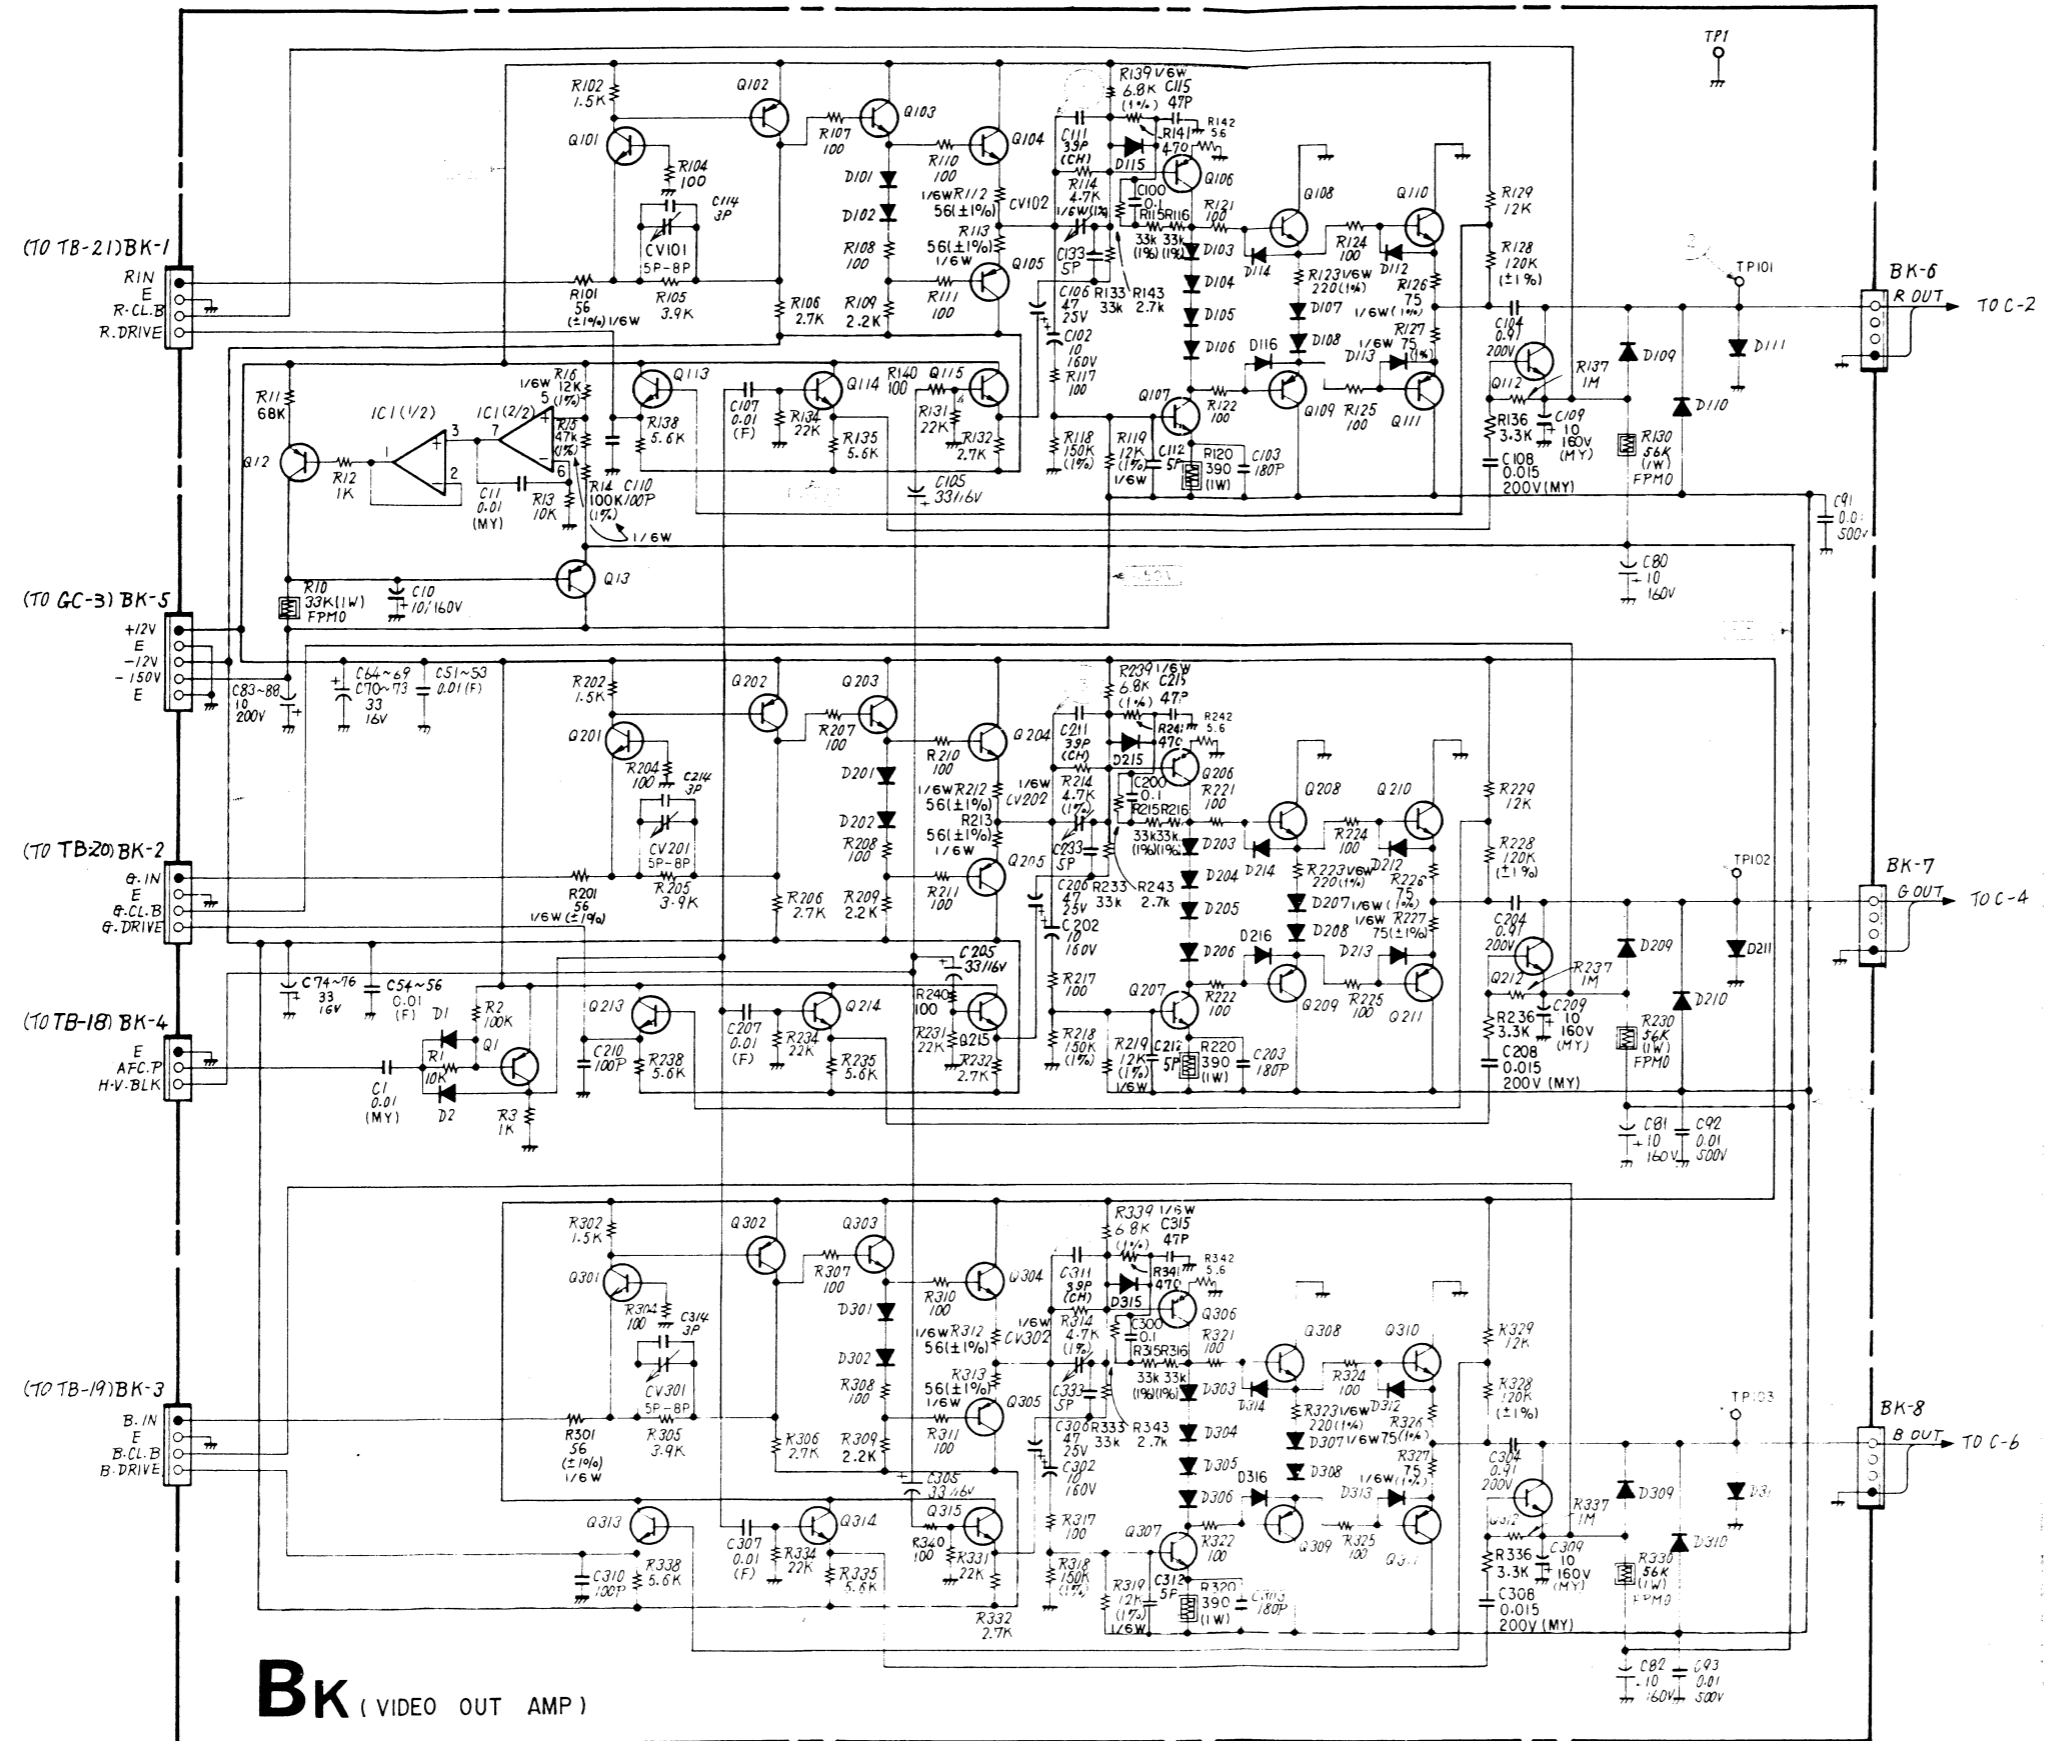 TP1
R102
1.5K
Q101
Q102
R104
100
C114
3P
CV101
5P-8P
R107
100
Q103
D101
D102
R108
100
R110
100
Q104
1/6W R112
56(±1%)
CV102
R113
56(±1%)
1/6W
Q105
R111
100
R139 1/6W
6.8K
(1%)
C115
47P
C111
39P
(CH)
R141
470
R142
5.6
D115
R114
4.7K
1/6W(1%)
C100
0.1
Q106
R115 R116
33k 33k
(1%)(1%)
R121
100
C133
5P
D103
D104
D105
D106
Q108
D114
R123 1/6W
220(1%)
D107
D108
R124
100
D112
Q110
R126
75
1/6W(1%)
R127
1/6W 75
(1%)
R129
12K
R128
120K
(±1%)
TP101
(TO TB-21) BK-1
R IN
E
R.CL.B
R.DRIVE
R101
56
(±1%) 1/6W
R105
3.9K
R106
2.7K
R109
2.2K
C106
47
25V
R133
33k
R143
2.7k
C102
10
160V
R117
100
D116
D113
C104
0.91
200V
Q112
R137
1M
D109
D110
D111
BK-6
R OUT
TO C-2
R11
68K
IC1(1/2)
IC1(2/2)
1
3
2
7
5
6
R16
1/6W 12K
(1%)
R15
47K
(1%)
Q113
R138
5.6K
C107
0.01
(F)
R134
22K
Q114
R135
5.6K
R140
100
Q115
R131
22K
R132
2.7K
Q107
R122
100
Q109
R125
100
Q111
R118
150K
(1%)
R119
12K
(1%)
1/6W
C112
5P
R120
390
(1W)
C103
180P
R136
3.3K
C109
10
160V
(MY)
C108
0.015
200V(MY)
R130
56K
(1W)
FPMO
Q12
R12
1K
C11
0.01
(MY)
R13
10K
R14
100K
(1%)
C110
100P
1/6W
C105
33/16V
C91
500V
Q13
R10
33K(1W)
FPMO
C10
10/160V
C80
10
160V
(TO GC-3) BK-5
+12V
E
-12V
-150V
E
C83~88
10
200V
C64~69
C70~73
33
16V
C51~53
0.01(F)
R202
1.5K
Q201
Q202
R204
100
C214
3P
CV201
5P-8P
R207
100
Q203
D201
D202
R208
100
R210
100
Q204
1/6W R212
56(±1%)
CV202
R213
56(±1%)
1/6W
Q205
R211
100
R239 1/6W
6.8K
(1%)
C215
47P
C211
39P
(CH)
R241
470
R242
5.6
D215
R214
4.7K
(1%)
C200
0.1
Q206
R215 R216
33k 33k
(1%)(1%)
R221
100
C233
5P
D203
D204
D205
D206
Q208
D214
R223 1/6W
220(1%)
D207
D208
R224
100
D212
Q210
R226
75
1/6W(1%)
1/6W R227
75(±1%)
R229
12K
R228
120K
(±1%)
TP102
(TO TB-20) BK-2
G.IN
E
G.CL.B
G.DRIVE
R201
56
1/6W(±1%)
R205
3.9K
R206
2.7K
R209
2.2K
C206
47
25V
R233
33k
R243
2.7k
C202
10
160V
R217
100
D216
D213
C204
0.91
200V
Q212
R237
1M
D209
D210
D211
BK-7
G OUT
TO C-4
C74~76
33
16V
C54~56
0.01
(F)
(TO TB-18) BK-4
E
AFC.P
H-V.BLK
D1
R2
100K
Q1
R1
10K
D2
C1
0.01
(MY)
R3
1K
Q213
C210
100P
R238
5.6K
C207
0.01
(F)
R234
22K
Q214
R235
5.6K
C205
33/16V
R240
100
R231
22K
Q215
R232
2.7K
Q207
R222
100
Q209
R225
100
Q211
R218
150K
(1%)
R219
12K
(1%)
1/6W
C212
5P
R220
390
(1W)
C203
180P
R236
3.3K
C209
10
160V
(MY)
C208
0.015
200V(MY)
R230
56K
(1W)
FPMO
C81
10
160V
C92
0.01
500V
R302
1.5K
Q301
Q302
R304
100
C314
3P
CV301
5P-8P
R307
100
Q303
D301
D302
R308
100
R310
100
Q304
1/6W R312
56(±1%)
1/6W
CV302
R313
56(±1%)
1/6W
Q305
R311
100
R339 1/6W
6.8K
(1%)
C315
47P
C311
39P
(CH)
R341
470
R342
5.6
D315
R314
4.7K
(1%)
C300
0.1
Q306
R315 R316
33k 33k
(1%)(1%)
R321
100
C333
5P
D303
D304
D305
D306
Q308
D314
R323 1/6W
220(1%)
D307
D308
R324
100
D312
Q310
R326
1/6W 75(1%)
R327
75
1/6W(1%)
R329
12K
R328
120K
(±1%)
TP103
(TO TB-19) BK-3
B.IN
E
B.CL.B
B.DRIVE
R301
56
(±1%)
1/6W
R305
3.9K
R306
2.7K
R309
2.2K
C306
47
25V
R333
33k
R343
2.7k
C302
10
160V
R317
100
D316
D313
C304
0.91
200V
Q312
R337
1M
D309
D310
BK-8
B OUT
TO C-6
Q313
C310
100P
R338
5.6K
C307
0.01
(F)
R334
22K
Q314
R335
5.6K
C305
33/16V
R340
100
Q315
R331
22K
R332
2.7K
Q307
R322
100
Q309
R325
100
R318
150K
(1%)
R319
12K
(1%)
1/6W
C312
5P
R320
390
(1W)
C303
180P
R336
3.3K
C309
10
160V
(MY)
C308
0.015
200V(MY)
R330
56K
(1W)
FPMO
C82
10
160V
C93
0.01
500V
BK (VIDEO OUT AMP)